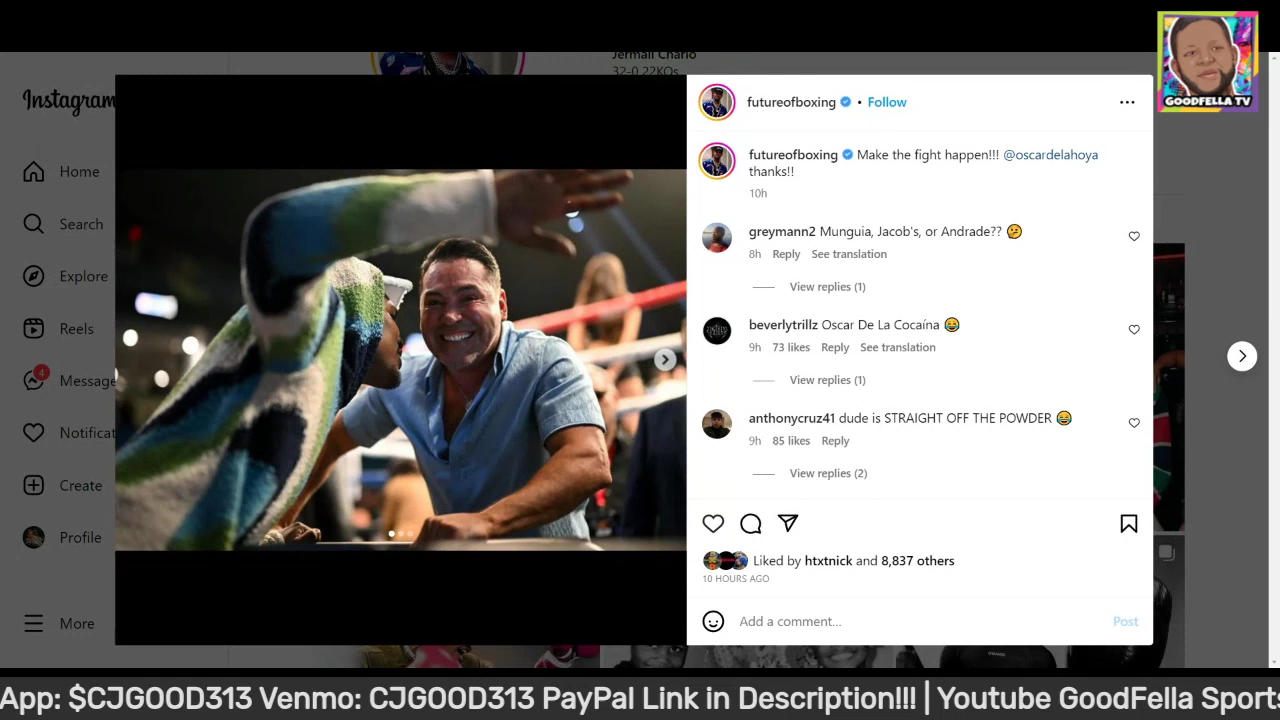 Jermall Charlo
32-0 22KOs
GOODFELLA TV
Instagram
Home
Search
Explore
Reels
4
Message
Notificat
Create
Profile
More
futureofboxing • Follow
futureofboxing Make the fight happen!!! @oscardelahoya
thanks!!
10h
greymann2 Munguia, Jacob's, or Andrade?? 🤔
8h Reply See translation
View replies (1)
beverlytrillz Oscar De La Cocaína 😂
9h 73 likes Reply See translation
View replies (1)
anthonycruz41 dude is STRAIGHT OFF THE POWDER 😂
9h 85 likes Reply
View replies (2)
Liked by htxtnick and 8,837 others
10 HOURS AGO
Add a comment...
Post
App: $CJGOOD313 Venmo: CJGOOD313 PayPal Link in Description!!! | Youtube GoodFella Sports